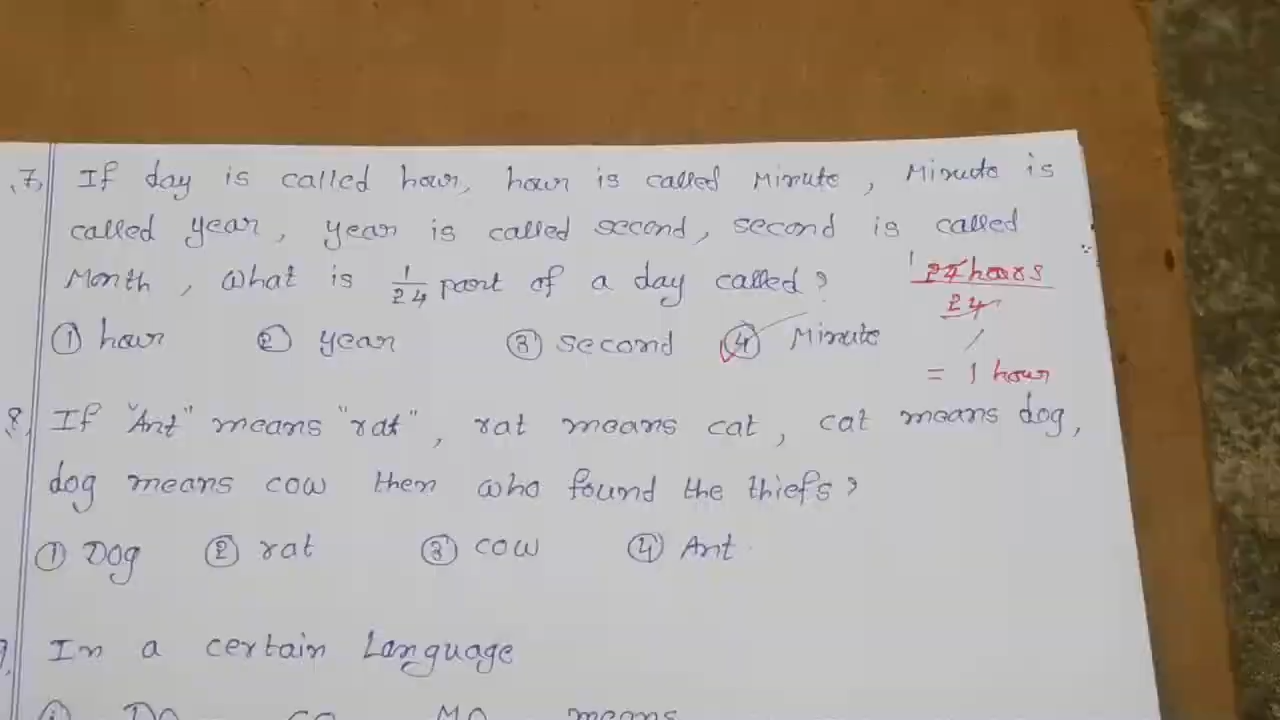 7, If day is called hour, hour is called Minute, Minute is
called year, year is called second, second is called
Month, what is 1/24 part of a day called?
1 24 hours
24
= 1 hour
① hour ② year ③ second ④ Minute
8, If "Ant" means "rat", rat means cat, cat means dog,
dog means cow then who found the thiefs?
① Dog ② rat ③ cow ④ Ant
In a certain Language
means